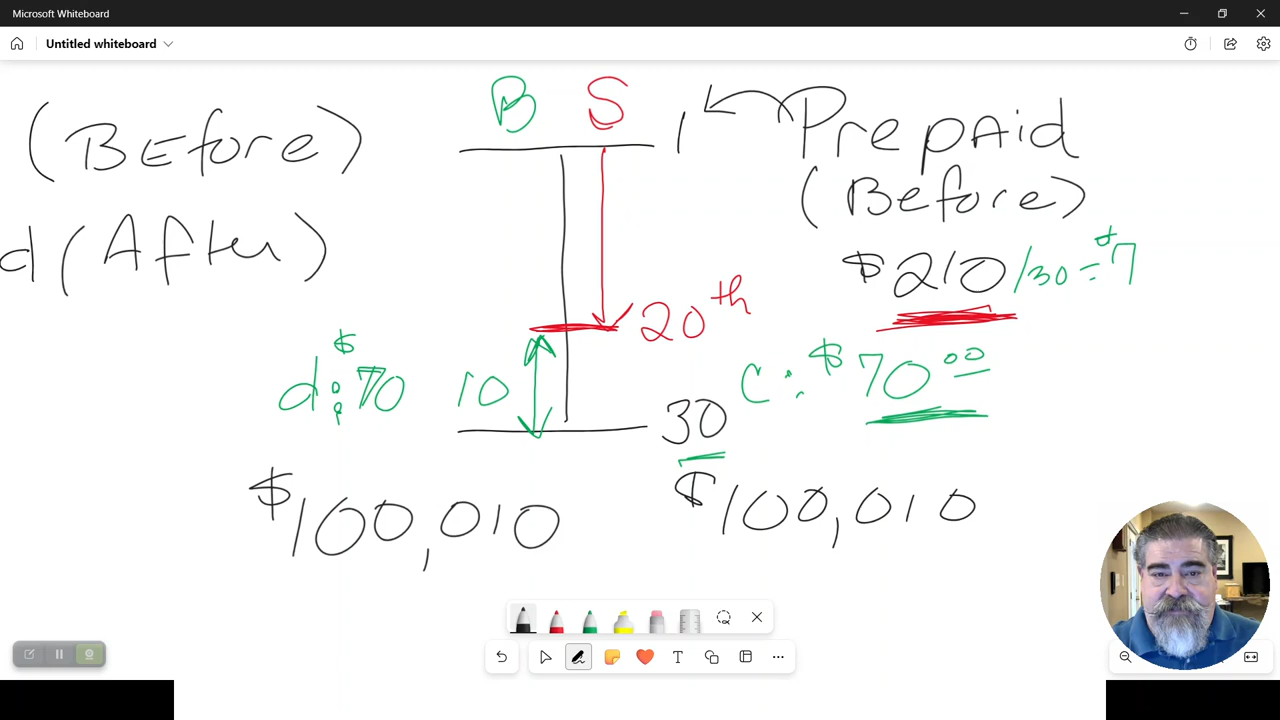 Microsoft Whiteboard
Untitled whiteboard
B S
(Before)
1
Prepaid
(Before)
d (After)
$210/30=$7
20th
d: $70
10
C: $70.00
30
$100,010
$100,010